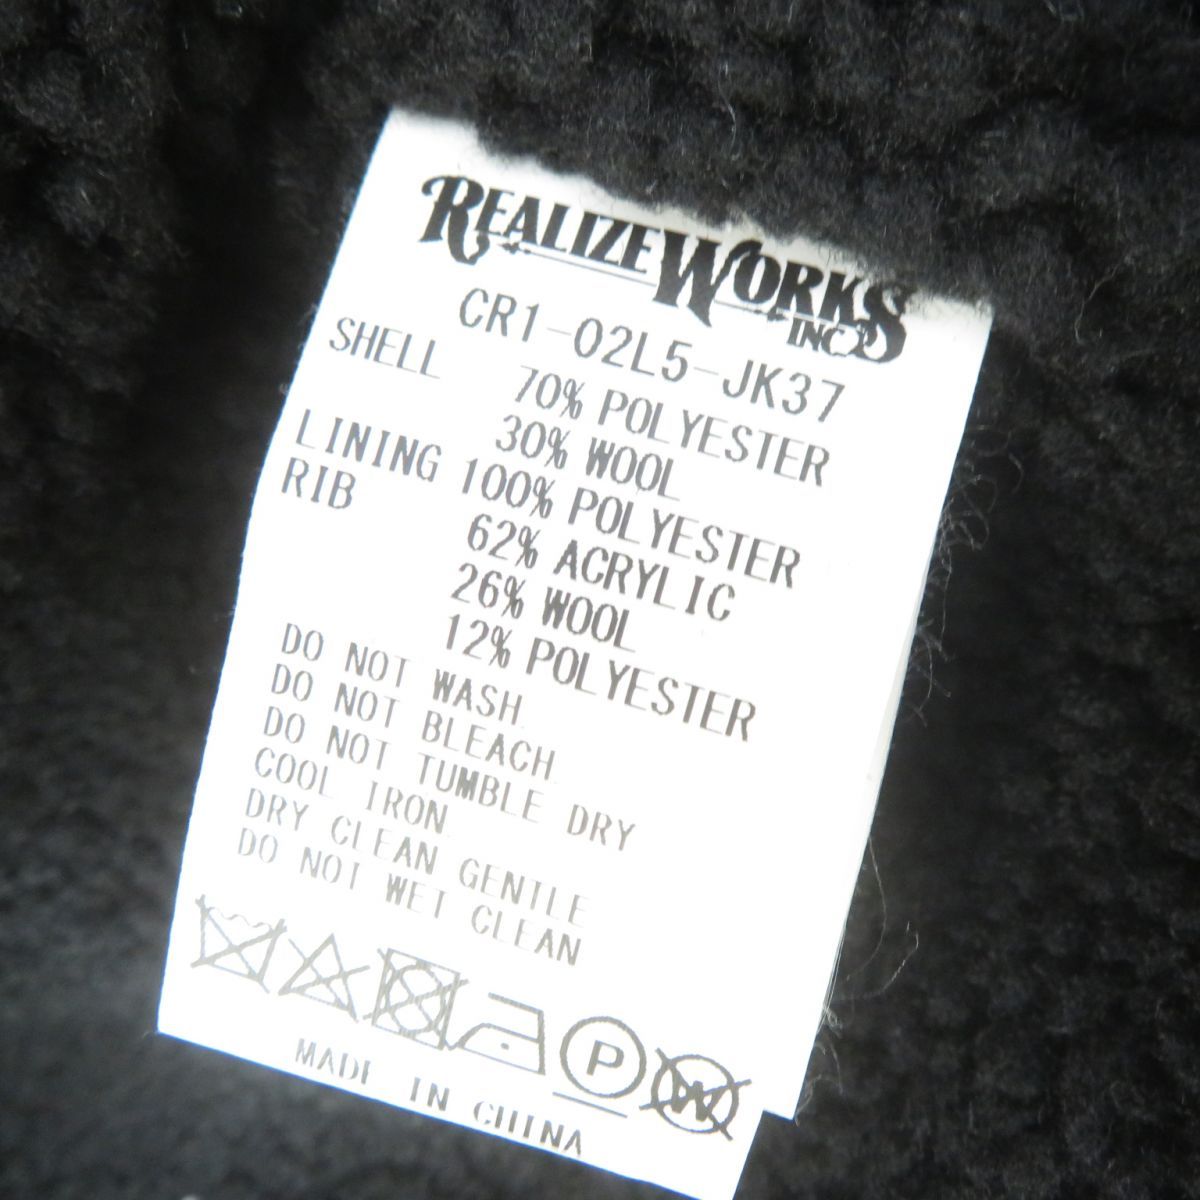 REALIZEWORKS
INC
CR1-02L5-JK37
SHELL 70% POLYESTER
30% WOOL
LINING 100% POLYESTER
RIB 62% ACRYLIC
26% WOOL
12% POLYESTER
DO NOT WASH.
DO NOT BLEACH.
DO NOT TUMBLE DRY
COOL IRON.
DRY CLEAN GENTLE
DO NOT WET CLEAN
P W
MADE IN CHINA